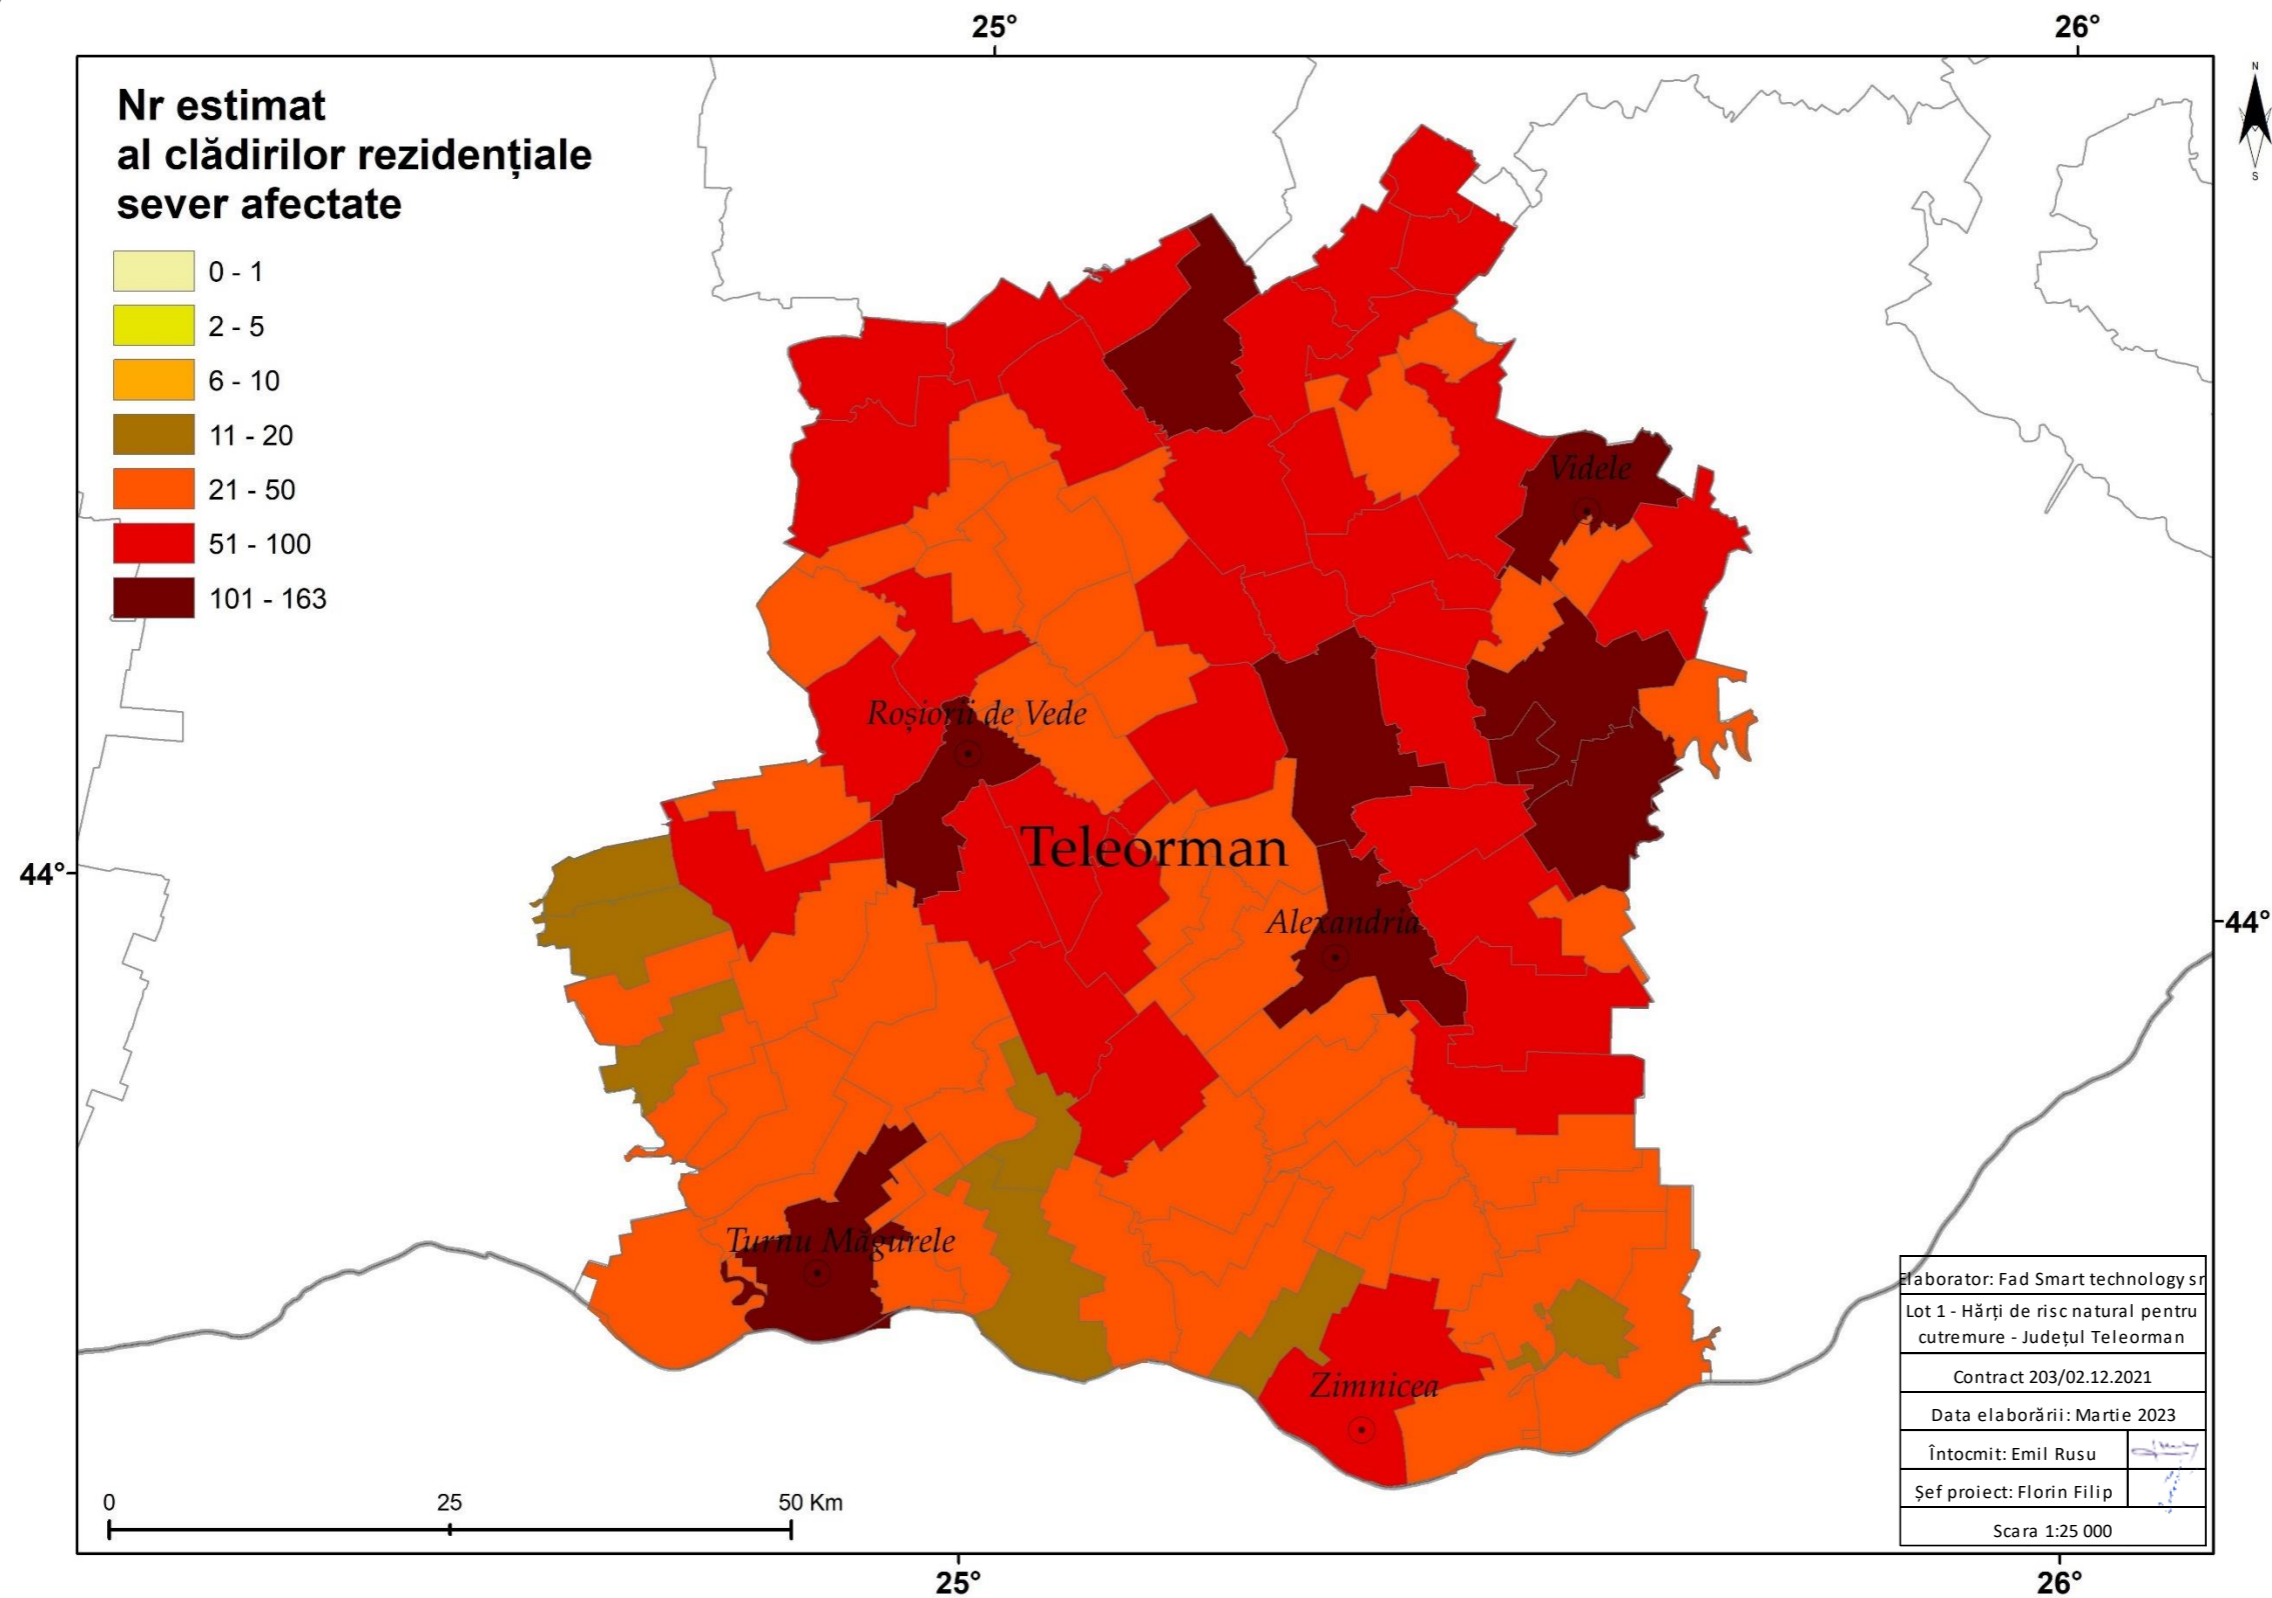 25°
26°
Nr estimat
al clădirilor rezidențiale
sever afectate
0 - 1
2 - 5
6 - 10
11 - 20
21 - 50
51 - 100
101 - 163
N
S
Videle
Roșiorii de Vede
Teleorman
44°
Alexandria
44°
Turnu Măgurele
Zimnicea
Elaborator: Fad Smart technology sr
Lot 1 - Hărți de risc natural pentru
cutremure - Județul Teleorman
Contract 203/02.12.2021
Data elaborării: Martie 2023
Întocmit: Emil Rusu
Șef proiect: Florin Filip
Scara 1:25 000
0
25
50 Km
25°
26°